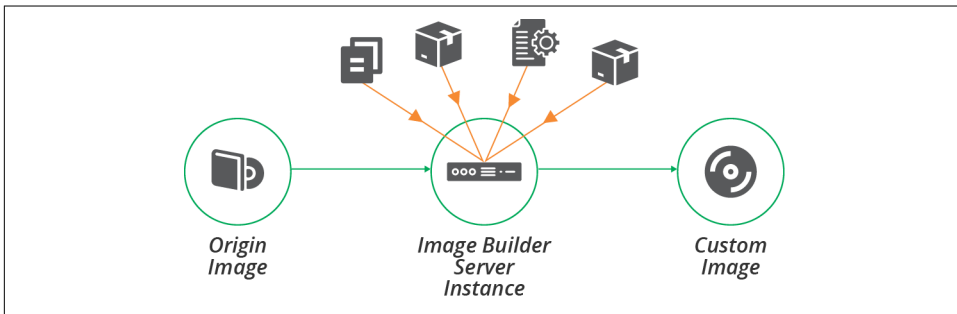 Origin
Image
Image Builder
Server
Instance
Custom
Image